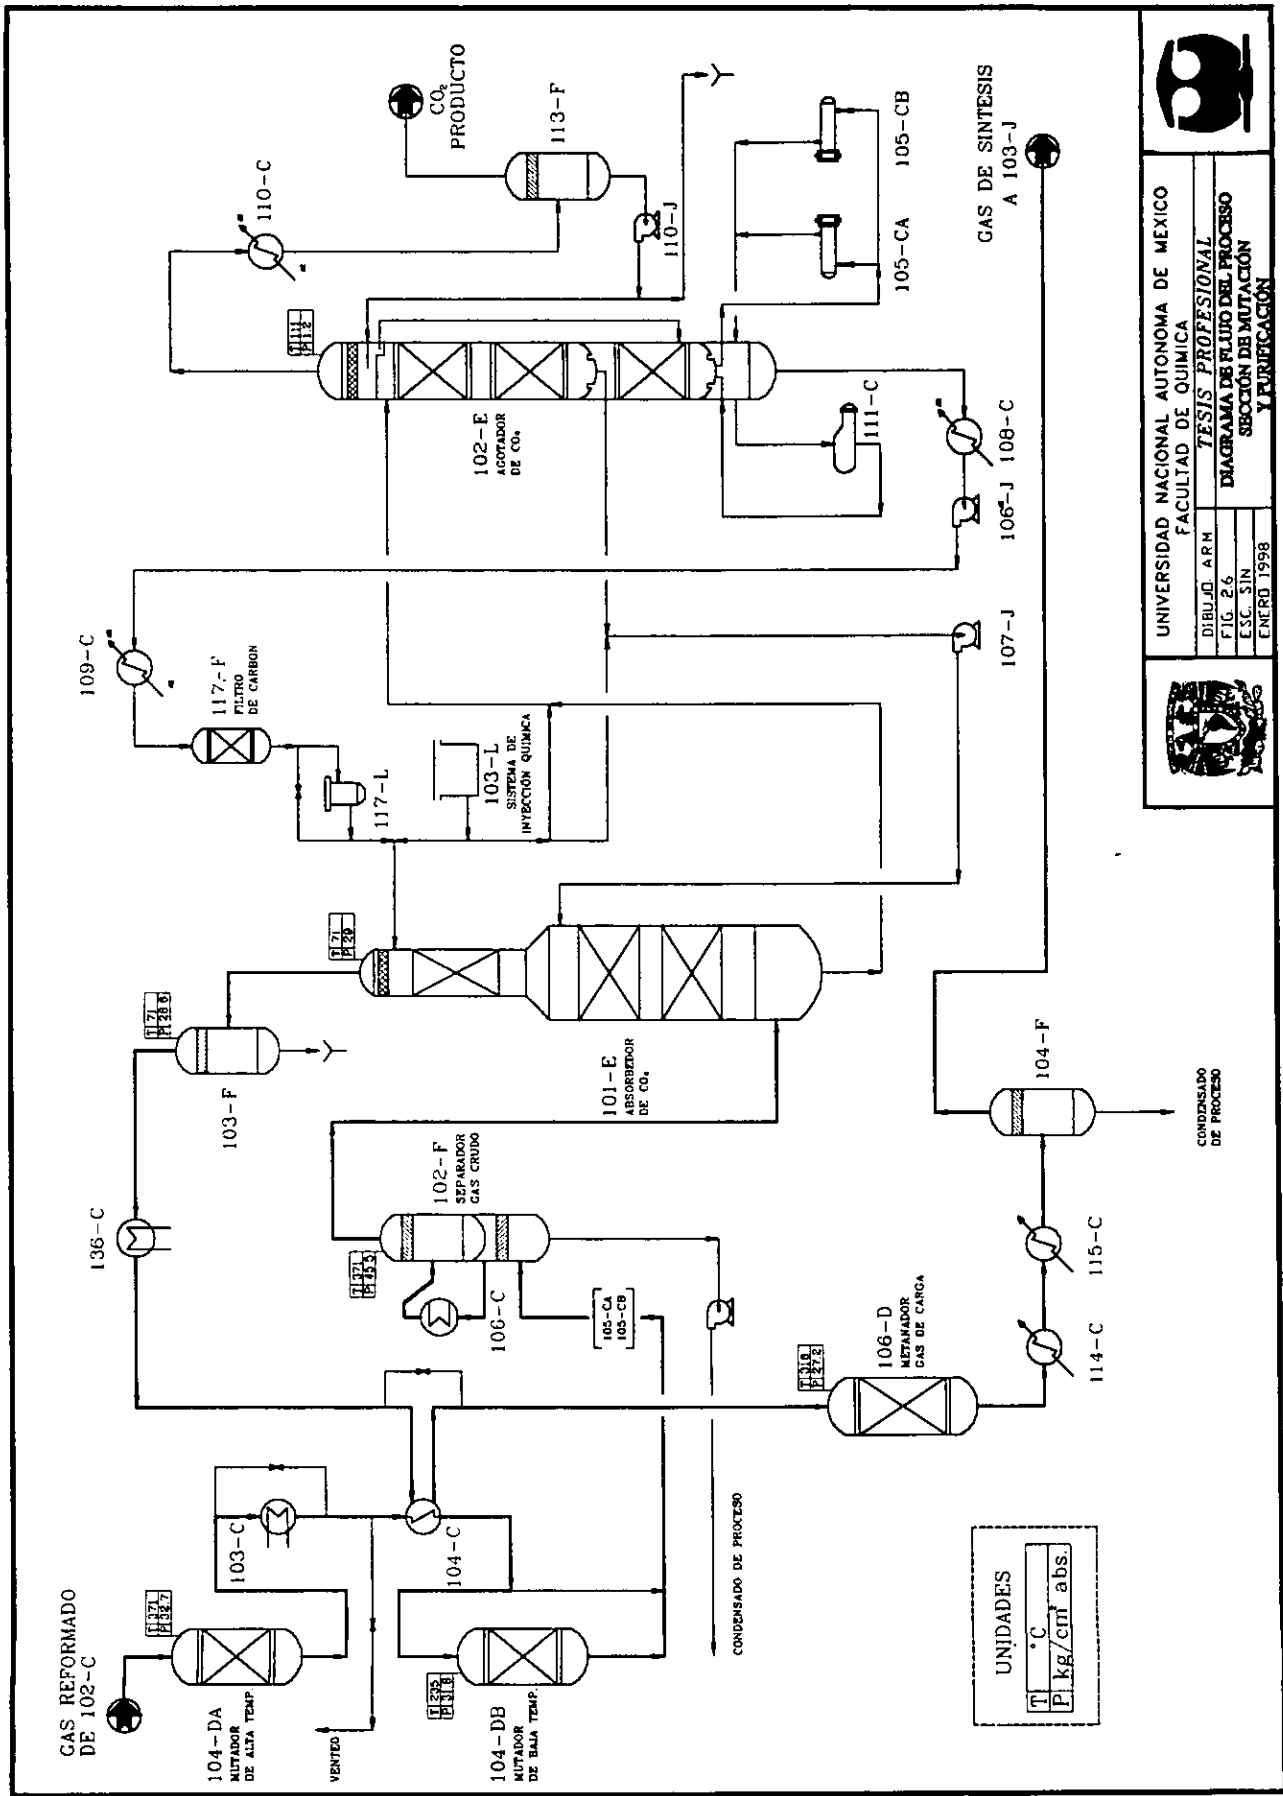 GAS REFORMADO
DE 102-C
104-DA
MUTADOR
DE ALTA TEMP.
T 371
P 32.7
103-C
VENTEO
104-C
104-DB
MUTADOR
DE BAJA TEMP.
T 235
P 31.8
136-C
103-F
T 71
P 28.6
102-F
SEPARADOR
GAS CRUDO
T 371
P 45.5
106-C
105-CA
105-CB
CONDENSADO DE PROCESO
101-E
ABSORBEDOR
DE CO₂
T 71
P 29
109-C
117-F
FILTRO
DE CARBON
117-L
103-L
SISTEMA DE
INYECCIÓN QUIMICA
102-E
AGOTADOR
DE CO₂
T 111
P 1.2
110-C
CO₂
PRODUCTO
113-F
110-J
105-CA
105-CB
111-C
108-C
106-J
107-J
106-D
METANADOR
GAS DE CARGA
T 316
P 27.2
114-C
115-C
104-F
CONDENSADO
DE PROCESO
GAS DE SINTESIS
A 103-J
UNIDADES
T °C
P kg/cm² abs.
UNIVERSIDAD NACIONAL AUTONOMA DE MEXICO
FACULTAD DE QUIMICA
DIBUJO: ARM
TESIS PROFESIONAL
FIG. 2.6
DIAGRAMA DE FLUJO DEL PROCESO
ESC. SIN
SECCIÓN DE MUTACIÓN
ENERO 1998
Y PURIFICACIÓN